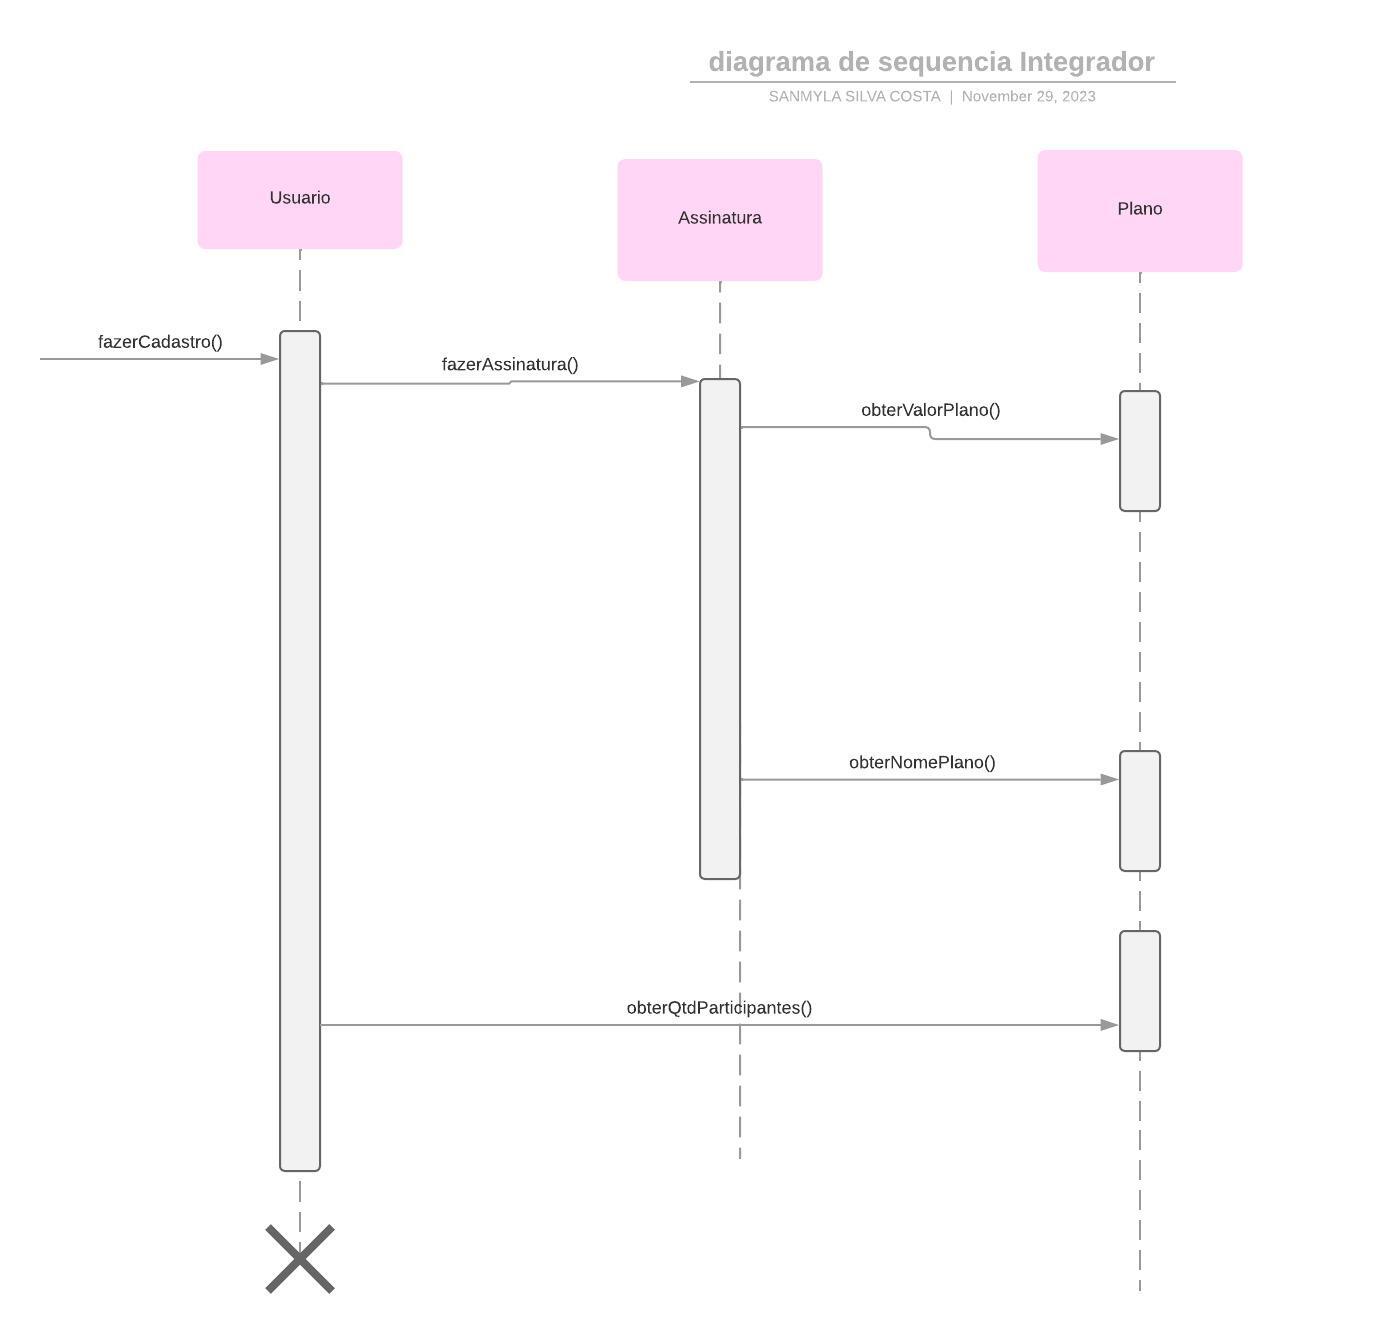 diagrama de sequencia Integrador
SANMYLA SILVA COSTA | November 29, 2023
Usuario
Assinatura
Plano
fazerCadastro()
fazerAssinatura()
obterValorPlano()
obterNomePlano()
obterQtdParticipantes()